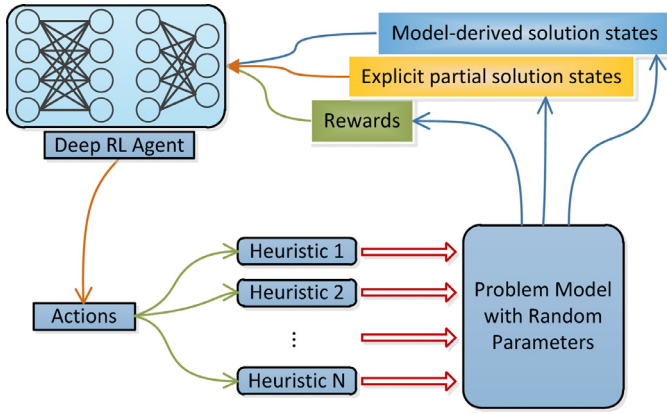 Model-derived solution states
Explicit partial solution states
Rewards
Deep RL Agent
Heuristic 1
Heuristic 2
Actions
⋮
Heuristic N
Problem Model
with Random
Parameters